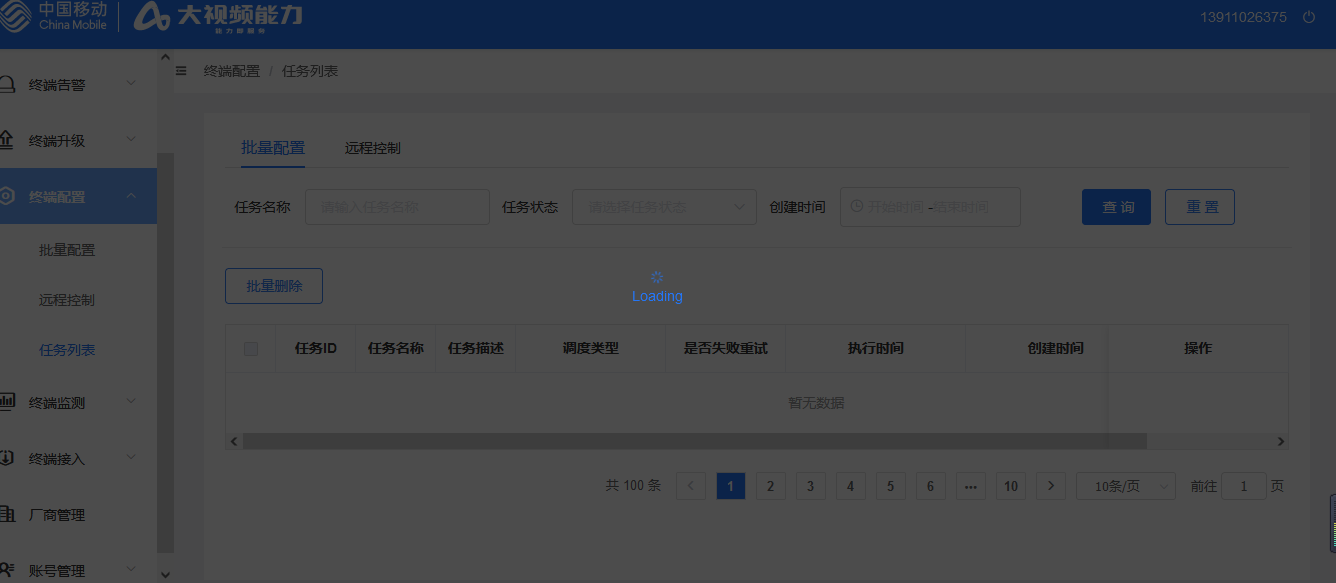 中国移动
China Mobile
大视频能力
能力即服务
13911026375
终端配置 / 任务列表
终端告警
终端升级
终端配置
批量配置
远程控制
任务列表
终端监测
终端接入
厂商管理
账号管理
批量配置 远程控制
任务名称 请输入任务名称 任务状态 请选择任务状态 创建时间 开始时间 -结束时间 查 询 重 置
批量删除
Loading
任务ID 任务名称 任务描述 调度类型 是否失败重试 执行时间 创建时间 操作
暂无数据
共 100 条 1 2 3 4 5 6 ••• 10 10条/页 前往 1 页